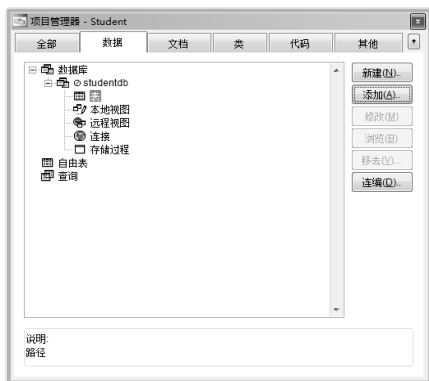 项目管理器 - Student
全部 数据 文档 类 代码 其他
数据库
studentdb
表
本地视图
远程视图
连接
存储过程
自由表
查询
新建(N)..
添加(A)..
修改(M)
浏览(B)
移去(V)...
连编(D)..
说明:
路径